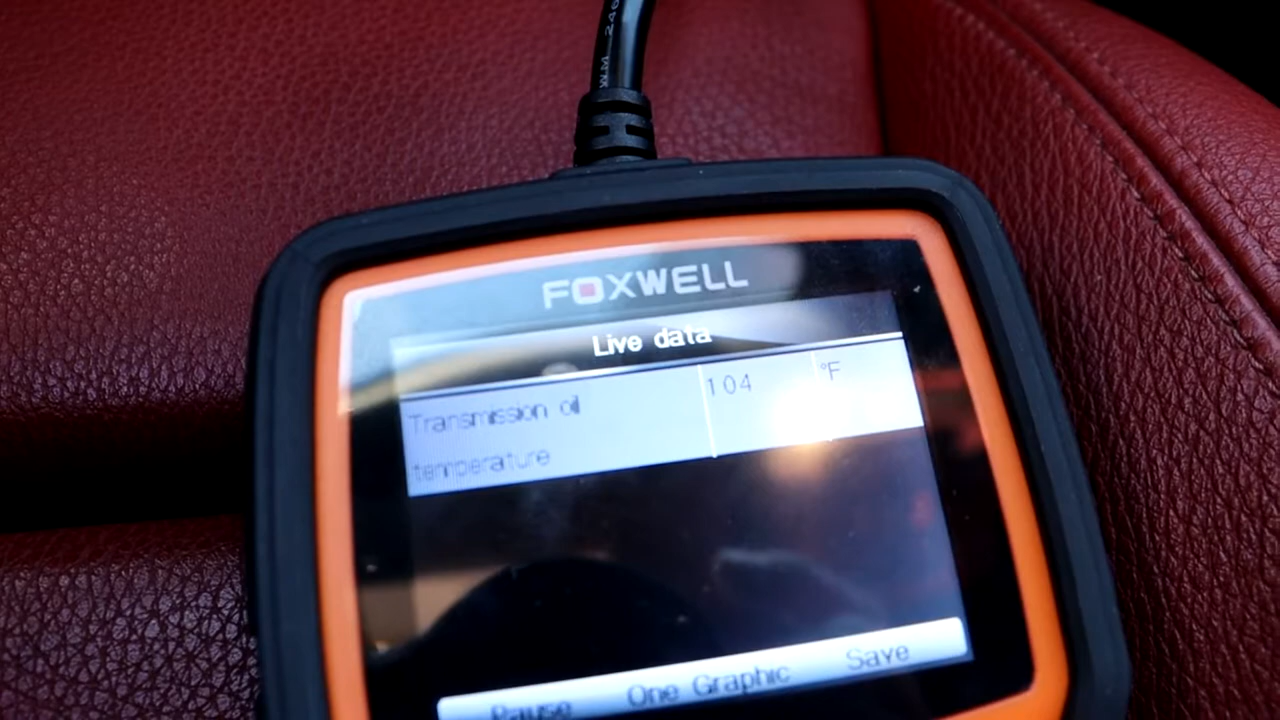 FOXWELL
Live data
Transmission oil 104 °F
temperature
Pause One Graphic Save